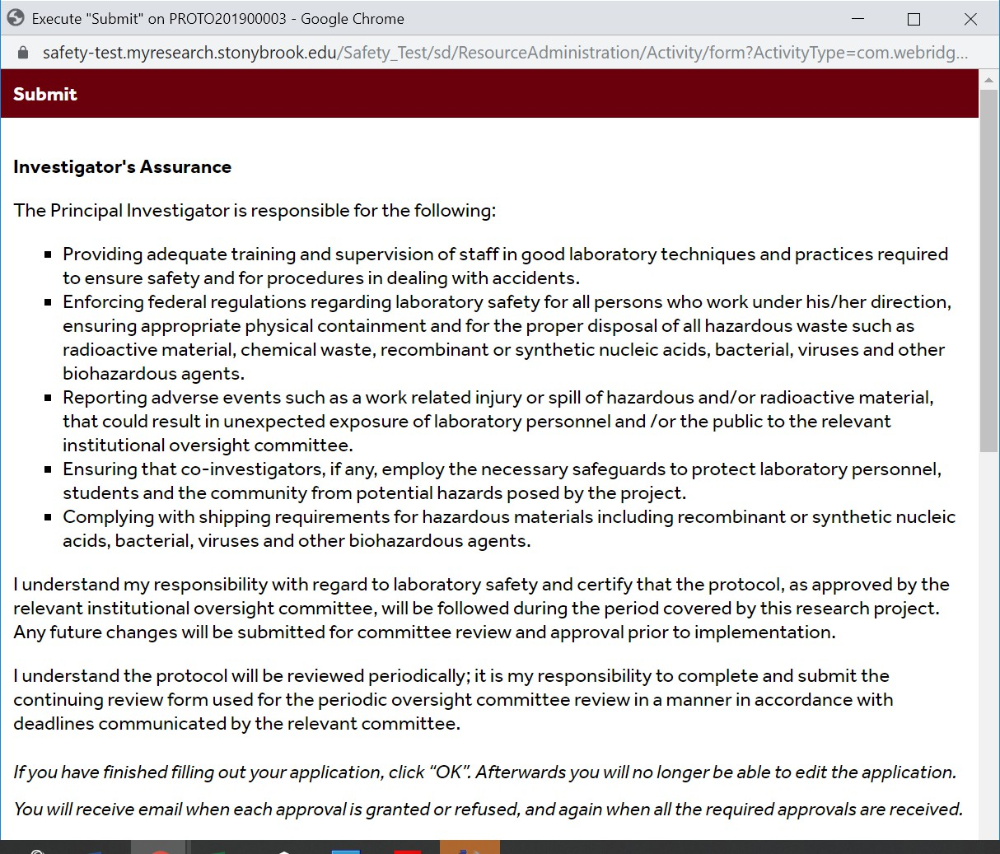 Execute "Submit" on PROTO201900003 - Google Chrome
safety-test.myresearch.stonybrook.edu/Safety_Test/sd/ResourceAdministration/Activity/form?ActivityType=com.webridg...
Submit
Investigator's Assurance
The Principal Investigator is responsible for the following:
▪ Providing adequate training and supervision of staff in good laboratory techniques and practices required
to ensure safety and for procedures in dealing with accidents.
▪ Enforcing federal regulations regarding laboratory safety for all persons who work under his/her direction,
ensuring appropriate physical containment and for the proper disposal of all hazardous waste such as
radioactive material, chemical waste, recombinant or synthetic nucleic acids, bacterial, viruses and other
biohazardous agents.
▪ Reporting adverse events such as a work related injury or spill of hazardous and/or radioactive material,
that could result in unexpected exposure of laboratory personnel and /or the public to the relevant
institutional oversight committee.
▪ Ensuring that co-investigators, if any, employ the necessary safeguards to protect laboratory personnel,
students and the community from potential hazards posed by the project.
▪ Complying with shipping requirements for hazardous materials including recombinant or synthetic nucleic
acids, bacterial, viruses and other biohazardous agents.
I understand my responsibility with regard to laboratory safety and certify that the protocol, as approved by the
relevant institutional oversight committee, will be followed during the period covered by this research project.
Any future changes will be submitted for committee review and approval prior to implementation.
I understand the protocol will be reviewed periodically; it is my responsibility to complete and submit the
continuing review form used for the periodic oversight committee review in a manner in accordance with
deadlines communicated by the relevant committee.
If you have finished filling out your application, click “OK”. Afterwards you will no longer be able to edit the application.
You will receive email when each approval is granted or refused, and again when all the required approvals are received.